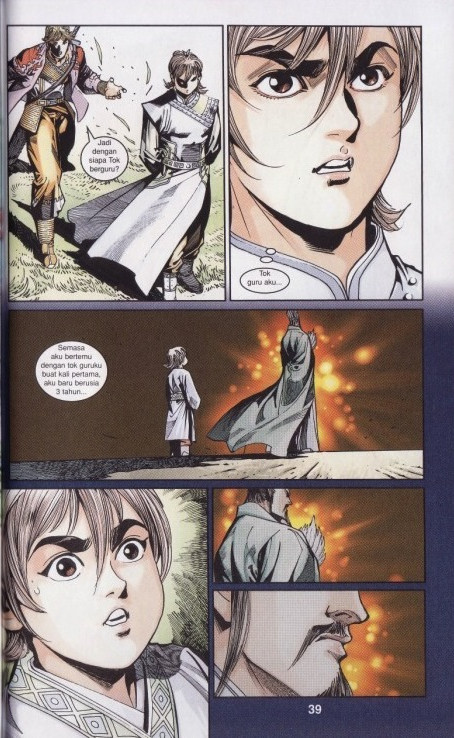 Jadi
dengan
siapa Tok
berguru?
Tok
guru aku...
Semasa
aku bertemu
dengan tok guruku
buat kali pertama,
aku baru berusia
3 tahun...
39